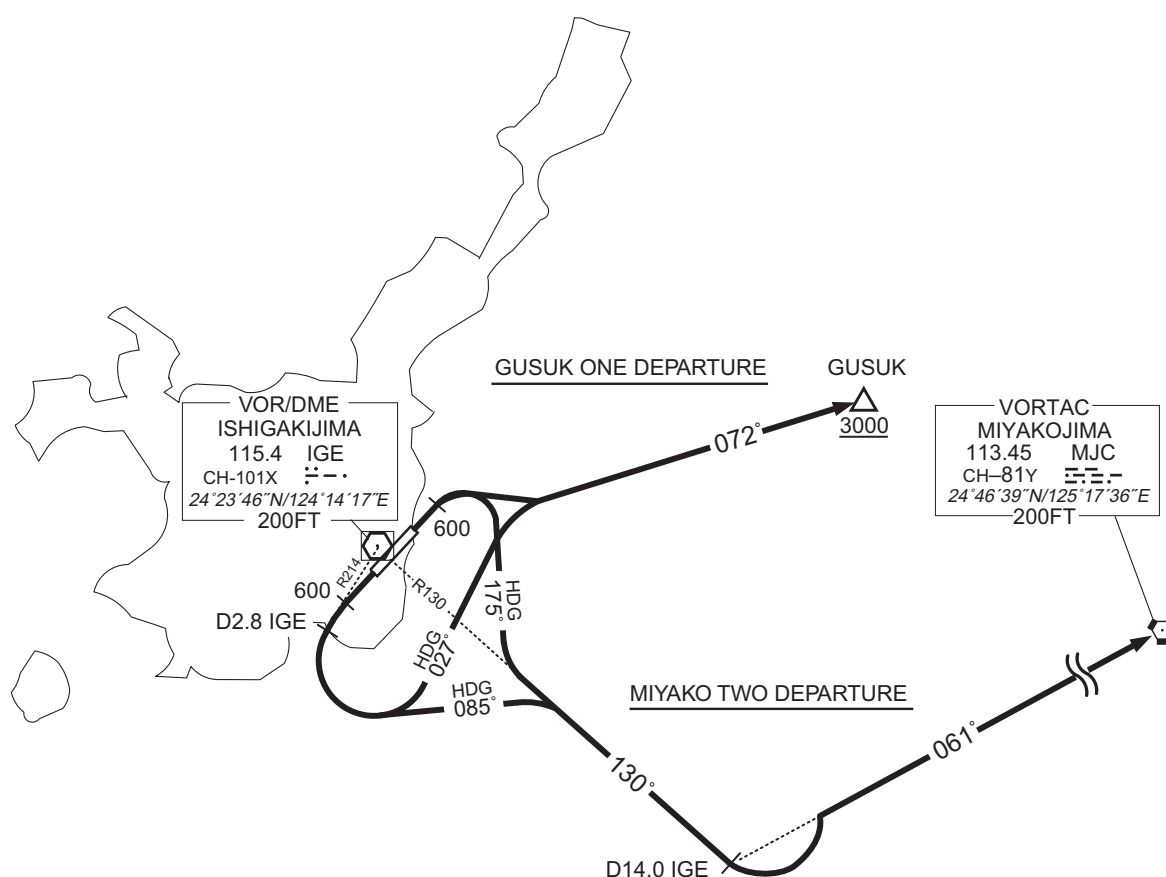 GUSUK ONE DEPARTURE
GUSUK
3000
072°
VOR/DME
ISHIGAKIJIMA
115.4 IGE
CH-101X
24°23´46˝N/124°14´17˝E
200FT
VORTAC
MIYAKOJIMA
113.45 MJC
CH–81Y
24°46´39˝N/125°17´36˝E
200FT
600
R214
600
R130
HDG
175°
D2.8 IGE
HDG
027°
HDG
085°
MIYAKO TWO DEPARTURE
130°
061°
D14.0 IGE